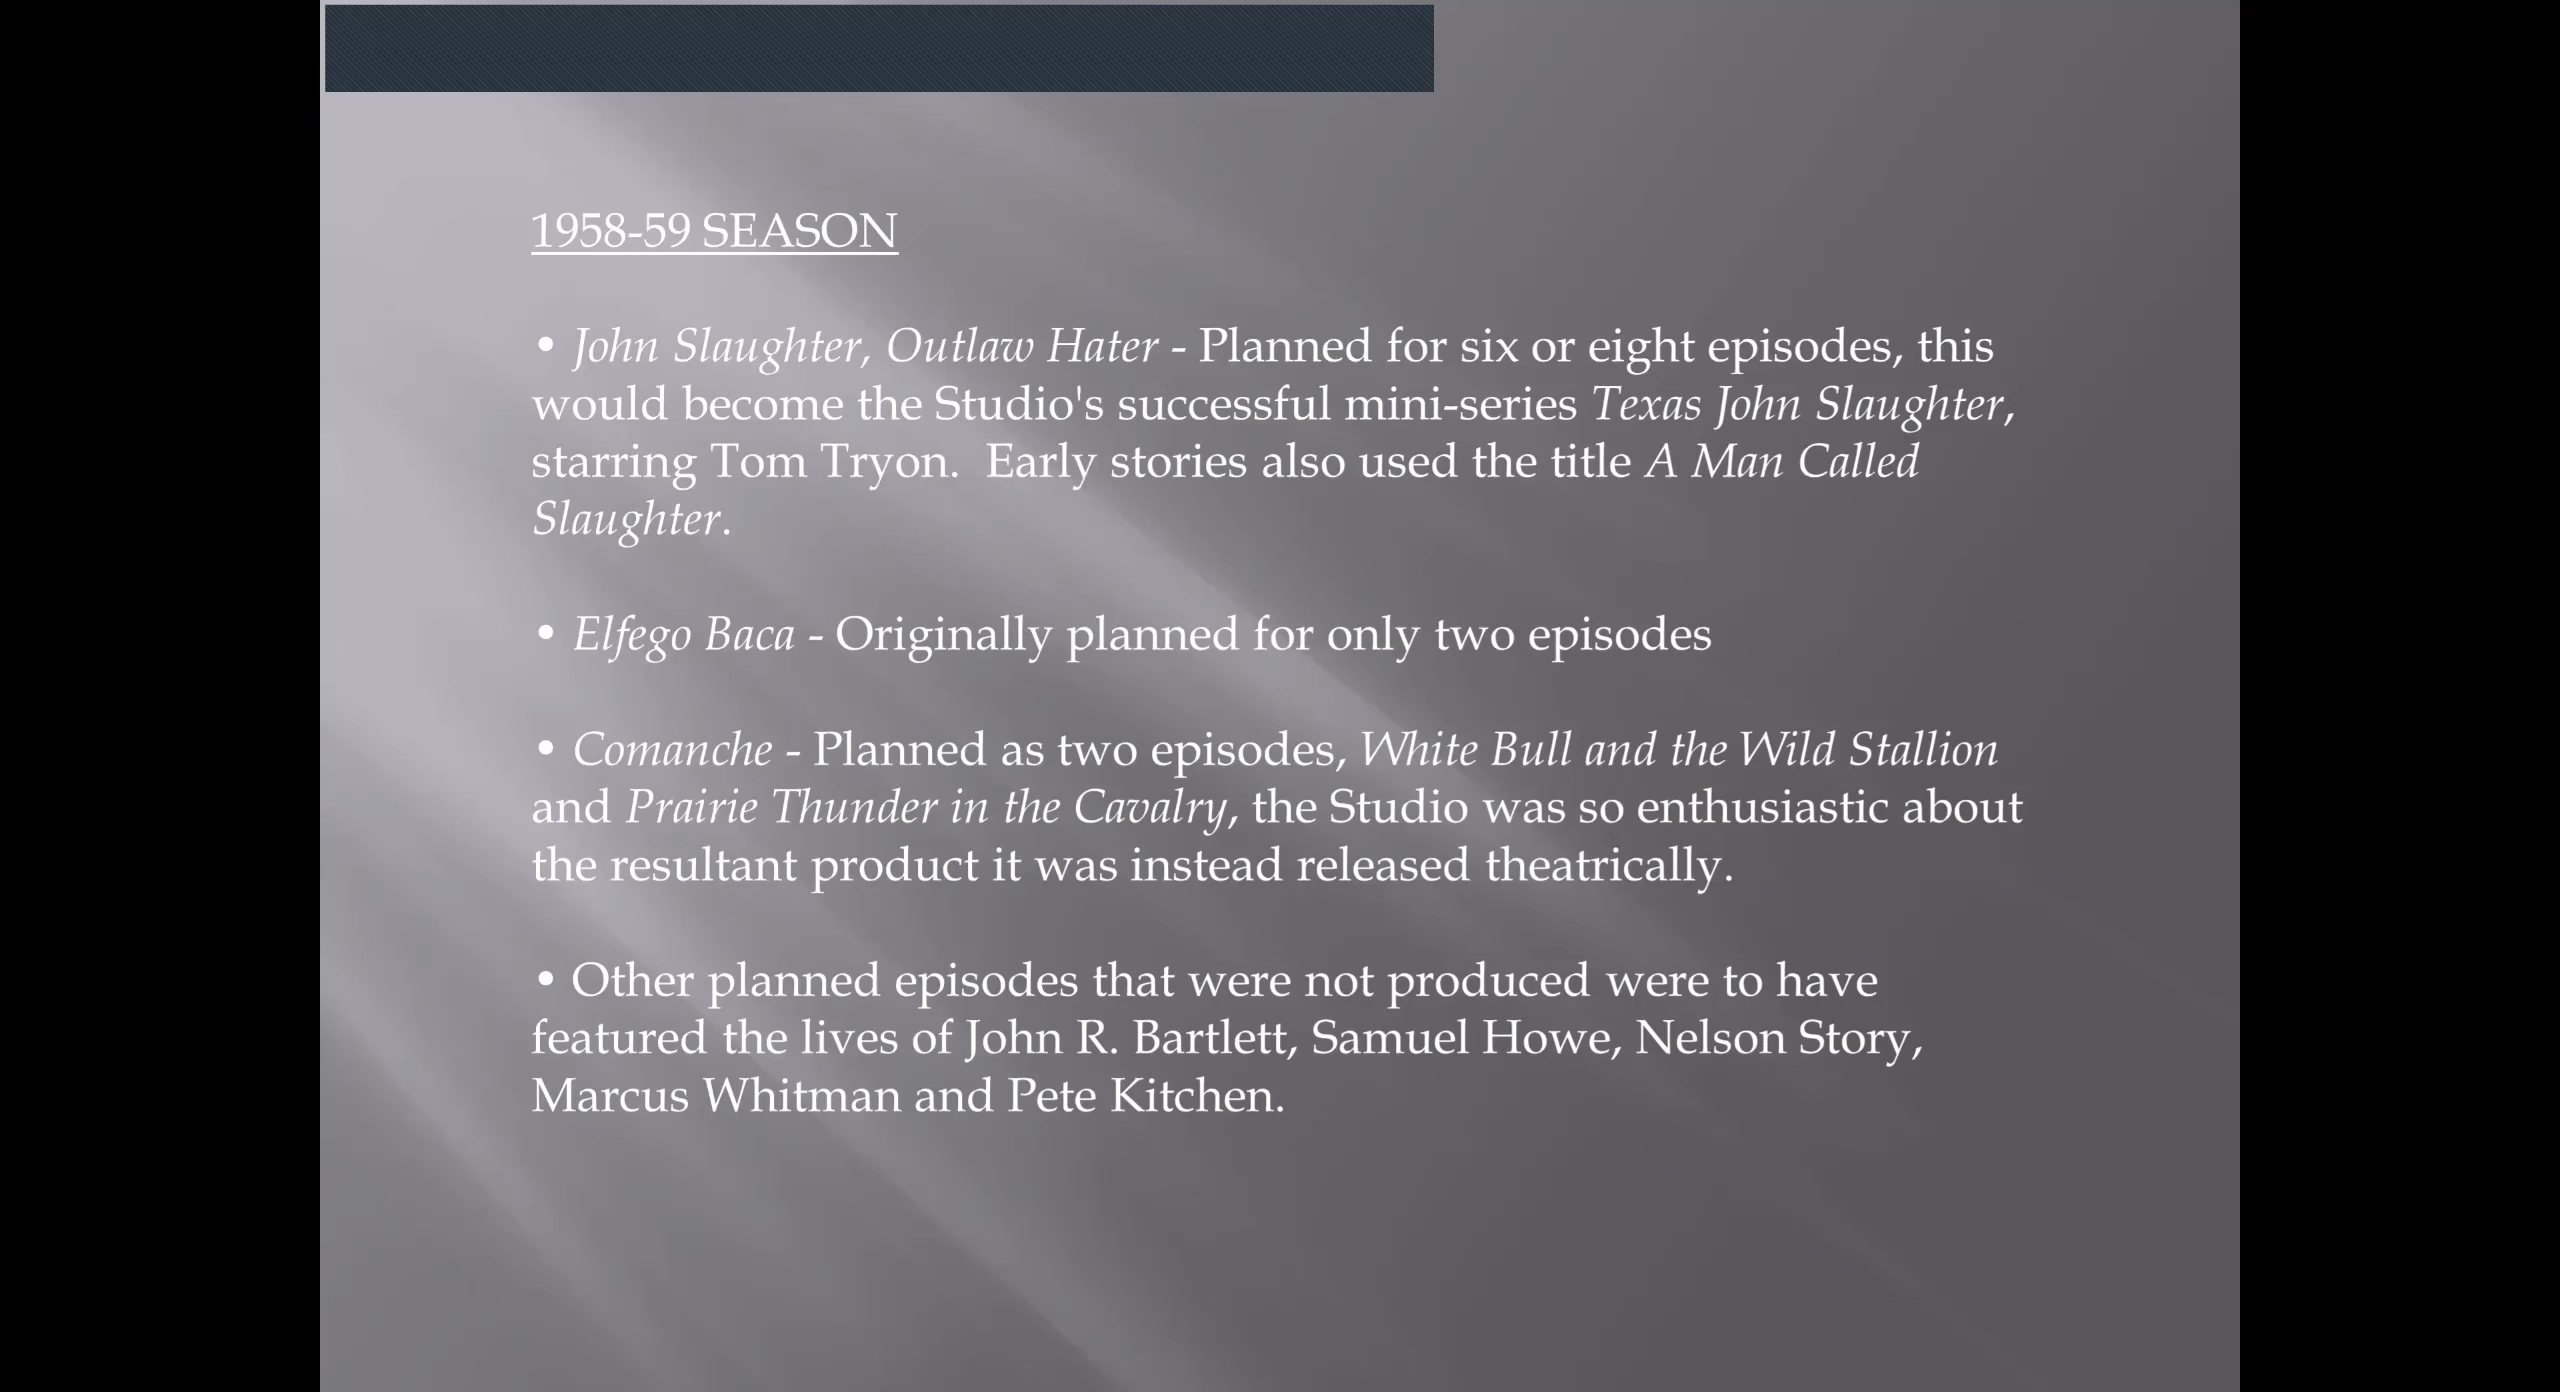 1958-59 SEASON
• John Slaughter, Outlaw Hater - Planned for six or eight episodes, this
would become the Studio's successful mini-series Texas John Slaughter,
starring Tom Tryon.  Early stories also used the title A Man Called
Slaughter.
• Elfego Baca - Originally planned for only two episodes
• Comanche - Planned as two episodes, White Bull and the Wild Stallion
and Prairie Thunder in the Cavalry, the Studio was so enthusiastic about
the resultant product it was instead released theatrically.
• Other planned episodes that were not produced were to have
featured the lives of John R. Bartlett, Samuel Howe, Nelson Story,
Marcus Whitman and Pete Kitchen.